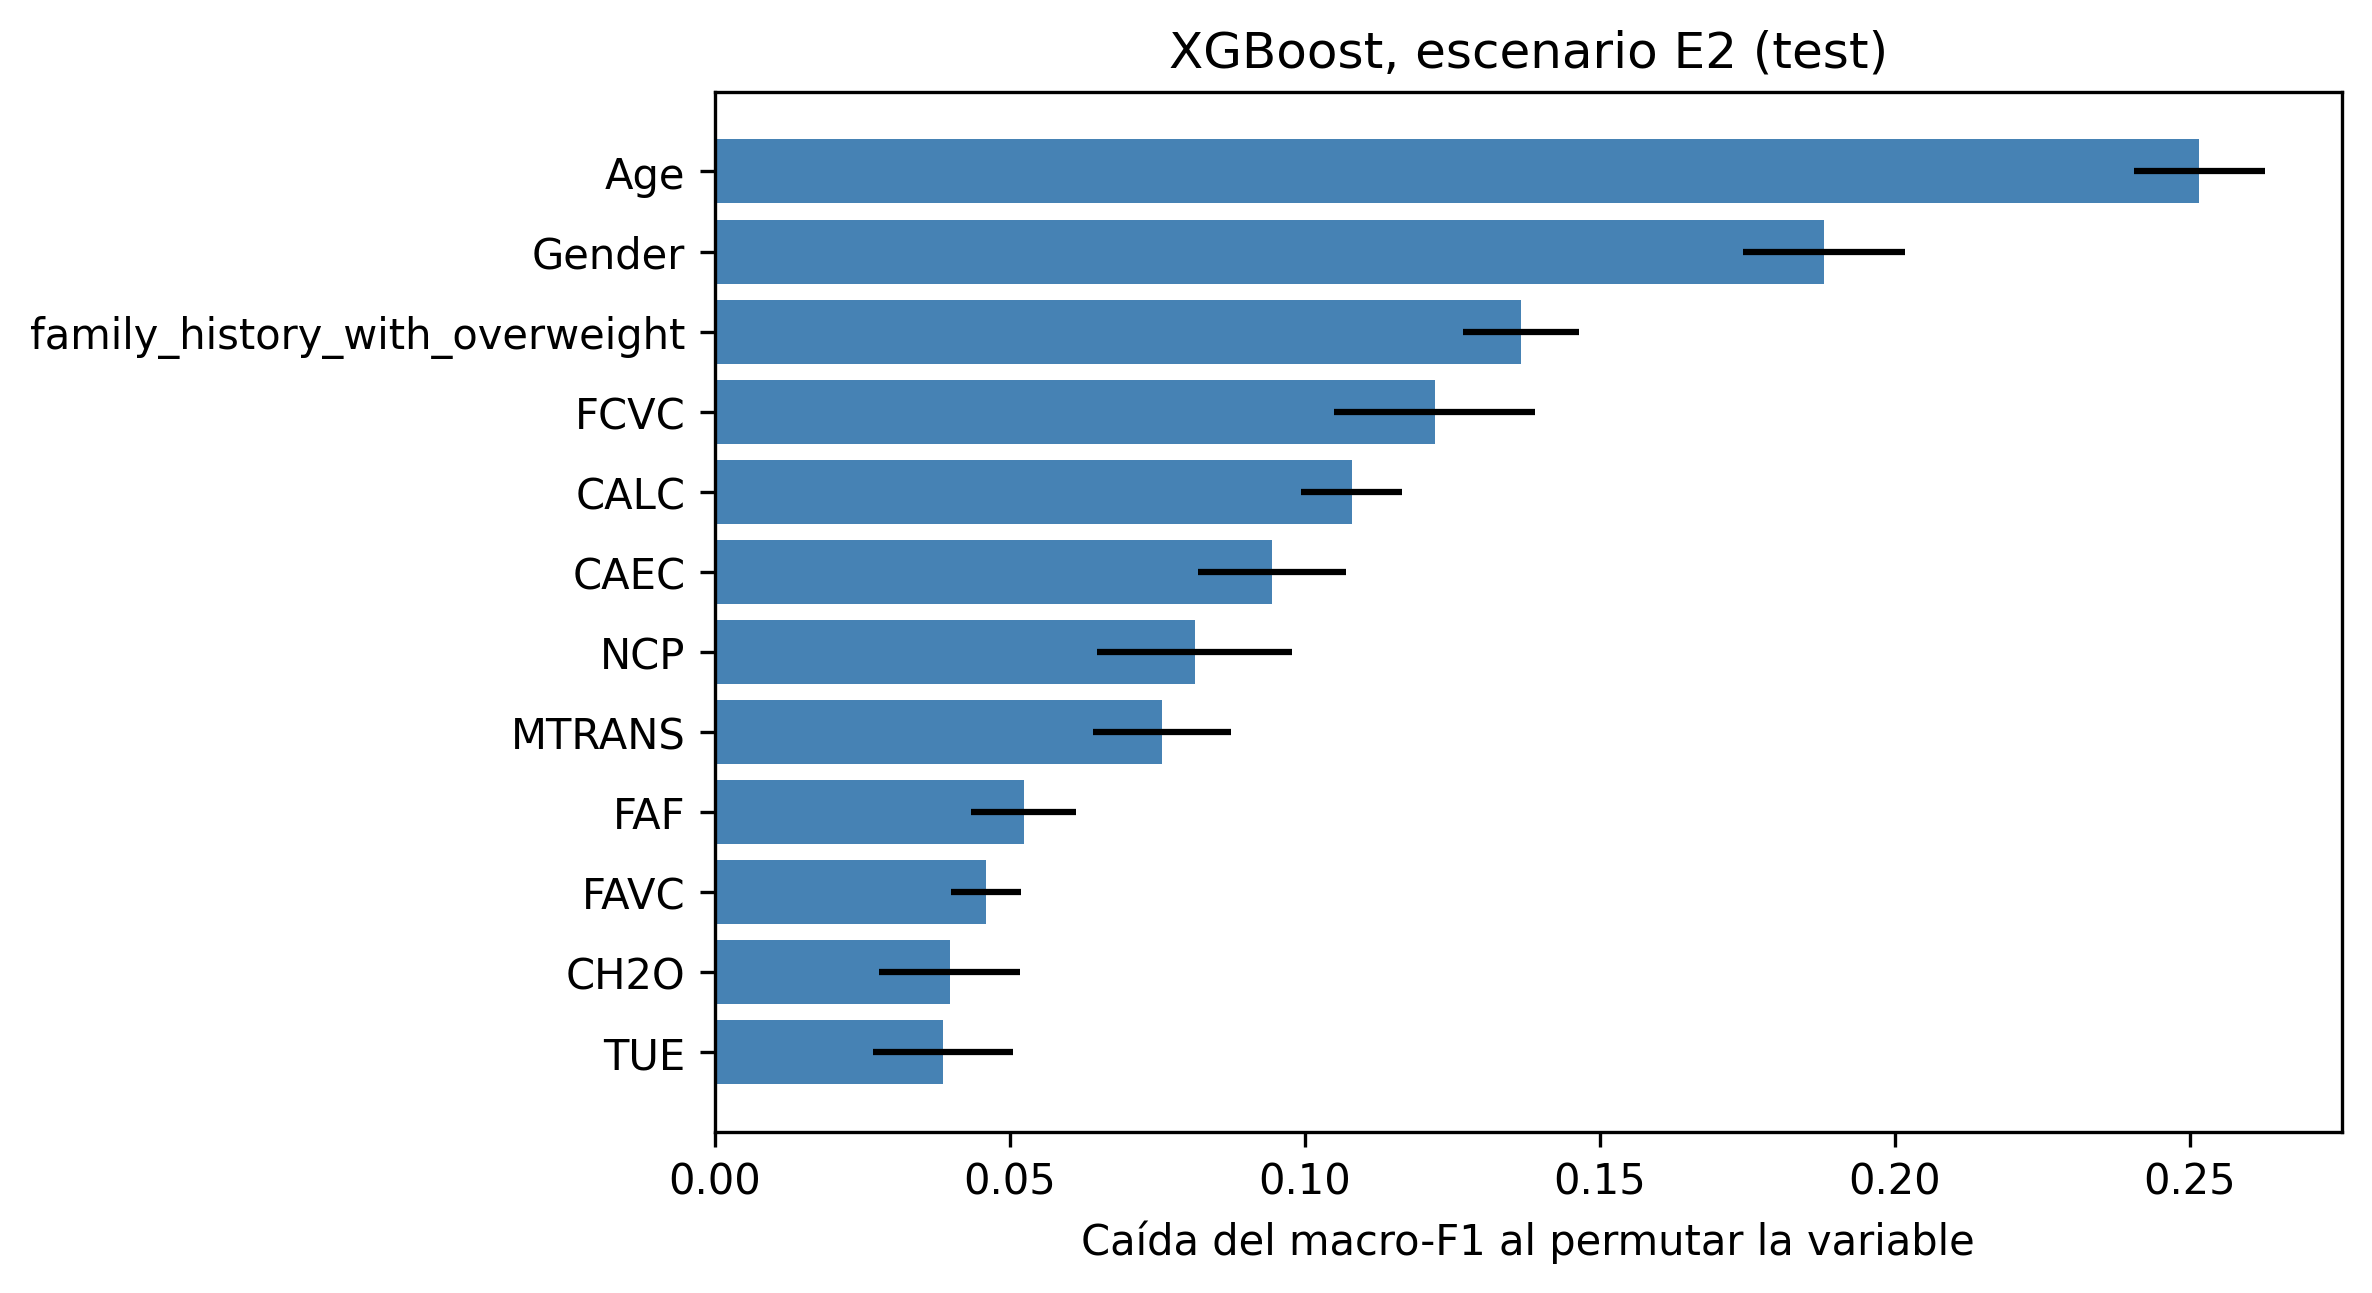 XGBoost, escenario E2 (test)
Age
Gender
family_history_with_overweight
FCVC
CALC
CAEC
NCP
MTRANS
FAF
FAVC
CH2O
TUE
0.00 0.05 0.10 0.15 0.20 0.25
Caída del macro-F1 al permutar la variable